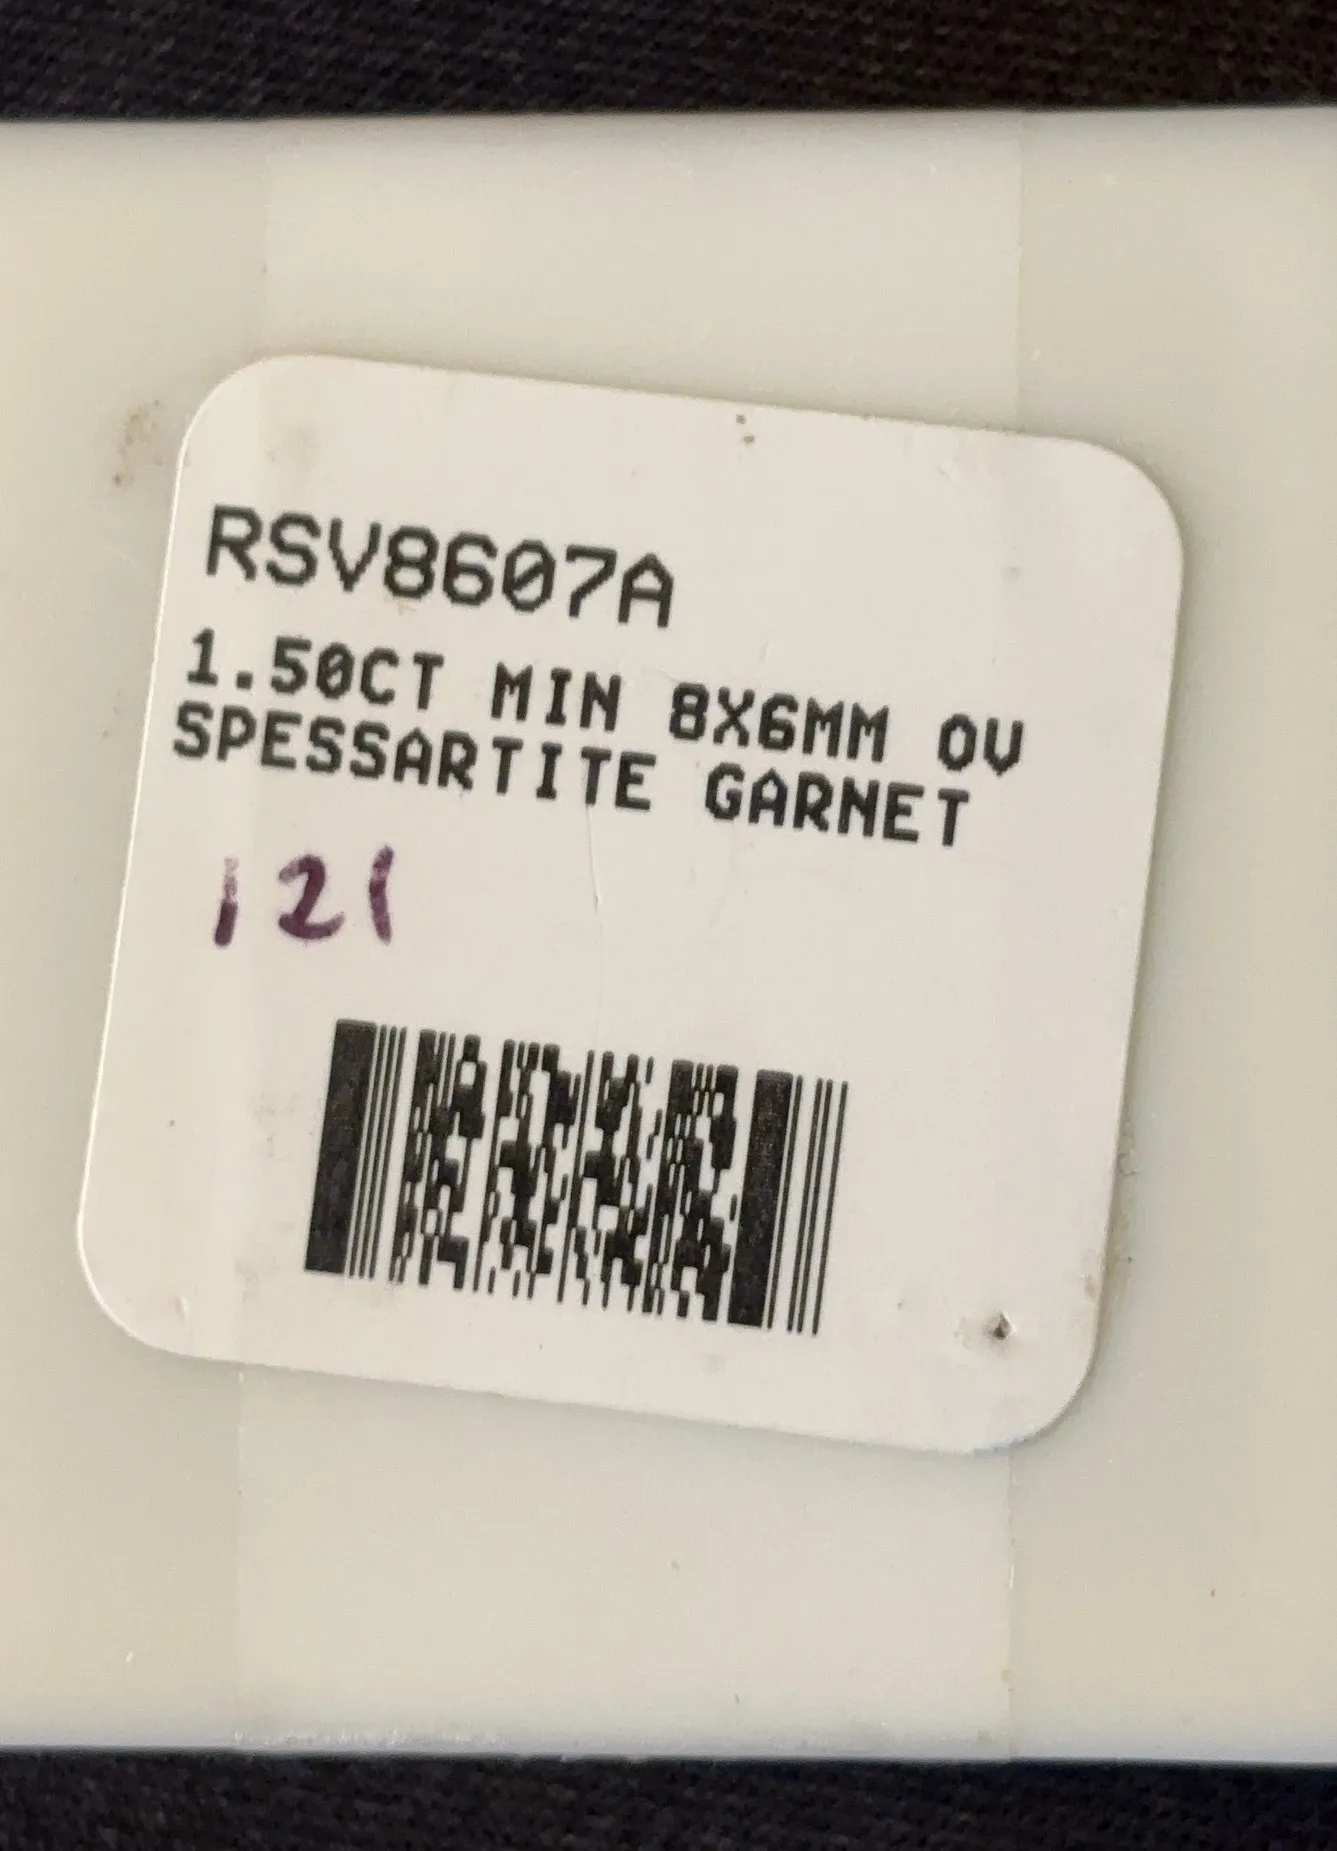 RSV8607A
1.50CT MIN 8X6MM OV
SPESSARTITE GARNET
121